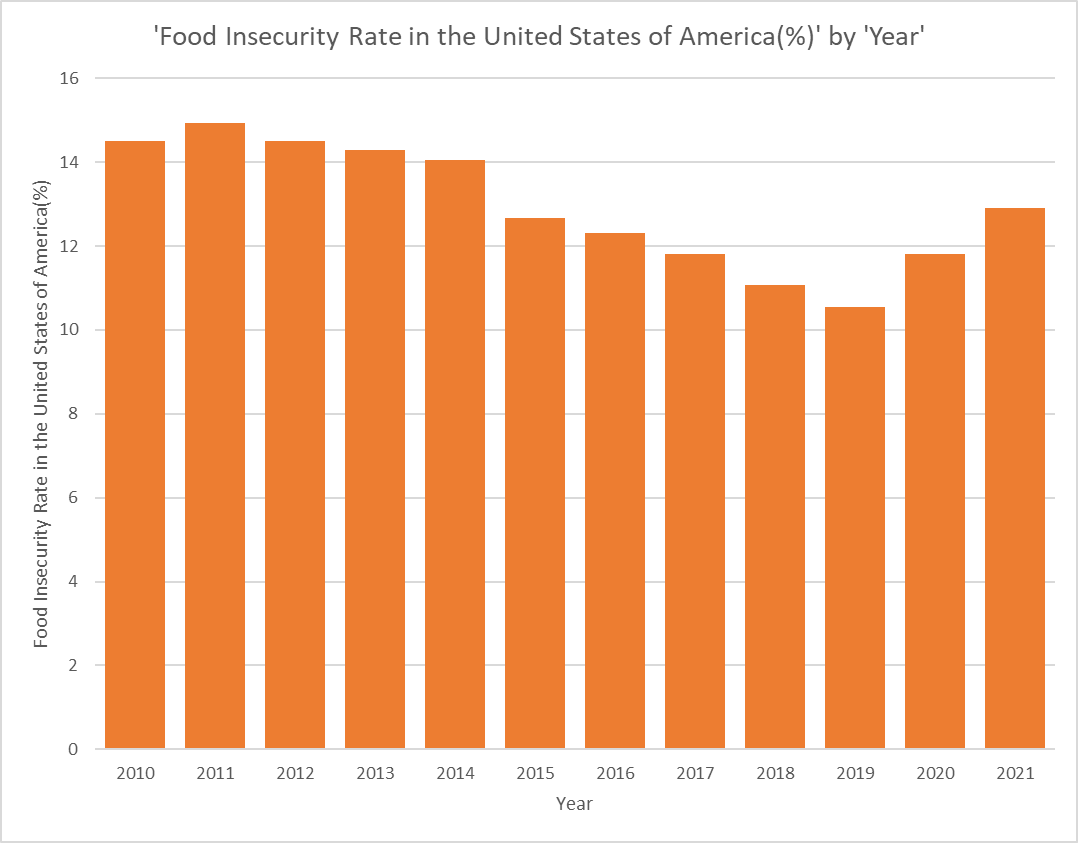 'Food Insecurity Rate in the United States of America(%)' by 'Year'
Food Insecurity Rate in the United States of America(%)
16
14
12
10
8
6
4
2
0
2010 2011 2012 2013 2014 2015 2016 2017 2018 2019 2020 2021
Year